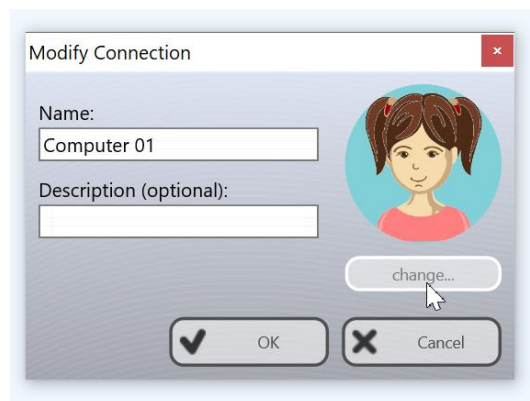 Modify Connection
Name:
Computer 01
Description (optional):
change...
OK
Cancel